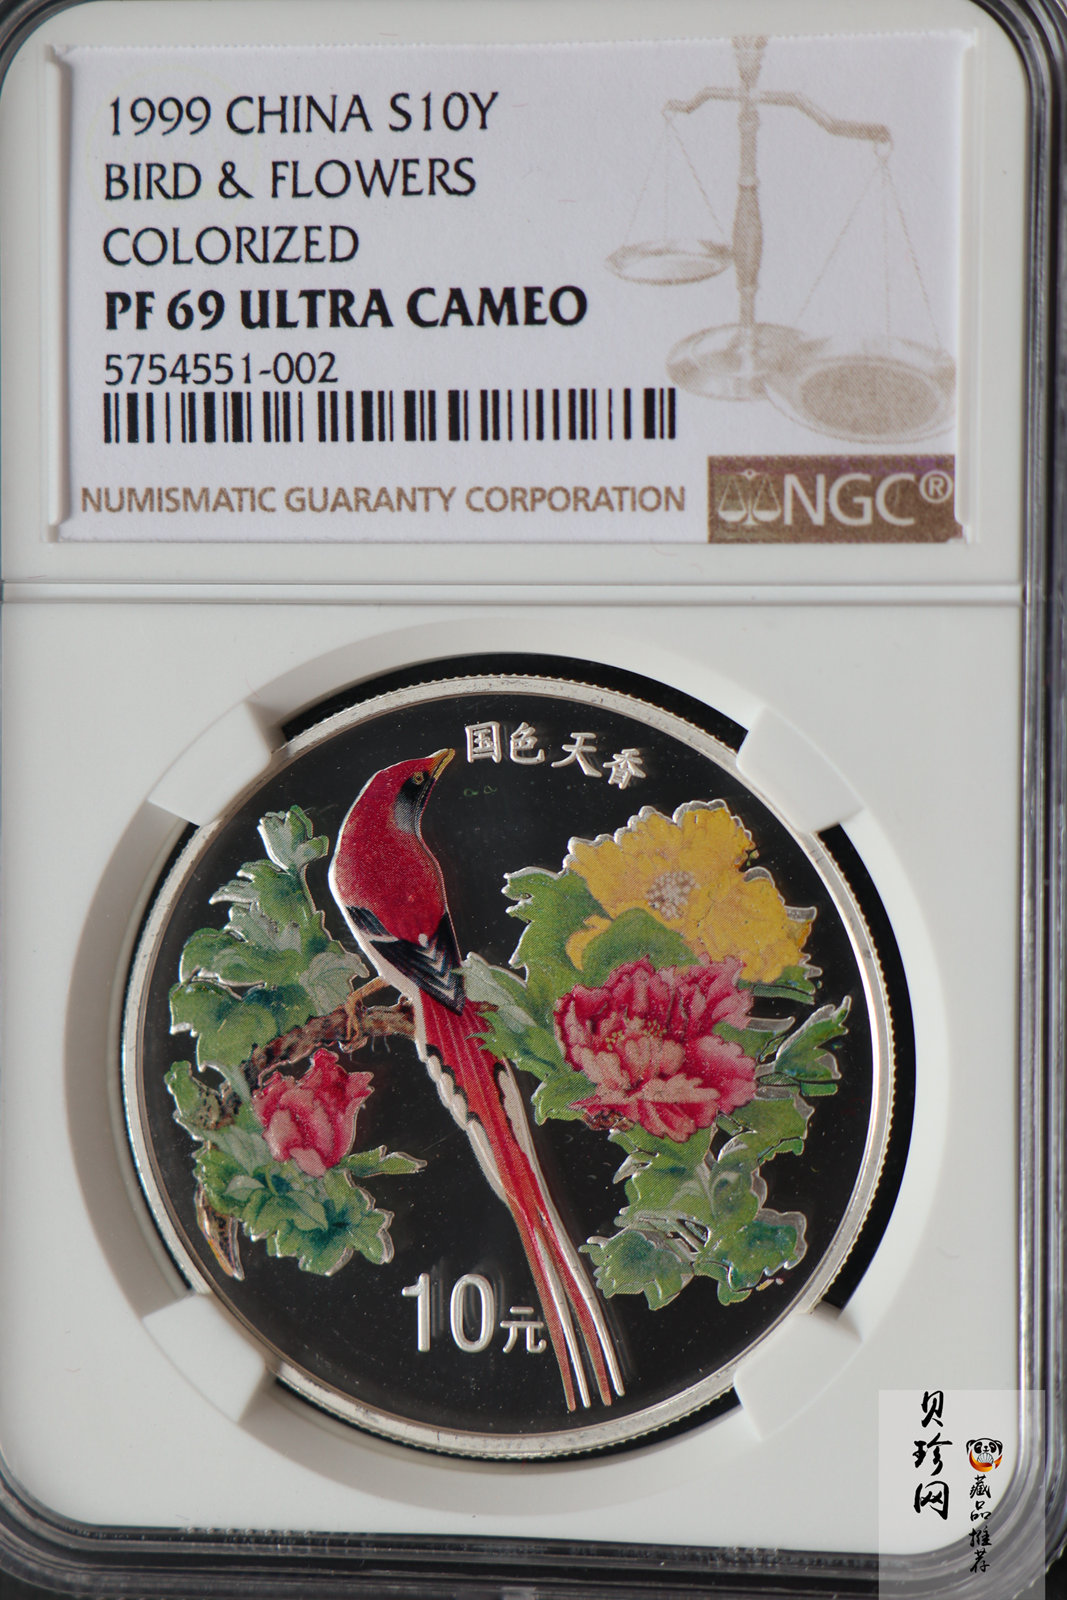 1999 CHINA S10Y
BIRD & FLOWERS
COLORIZED
PF 69 ULTRA CAMEO
5754551-002
NUMISMATIC GUARANTY CORPORATION
NGC®
国色天香
10元
贝珍网
藏品推荐